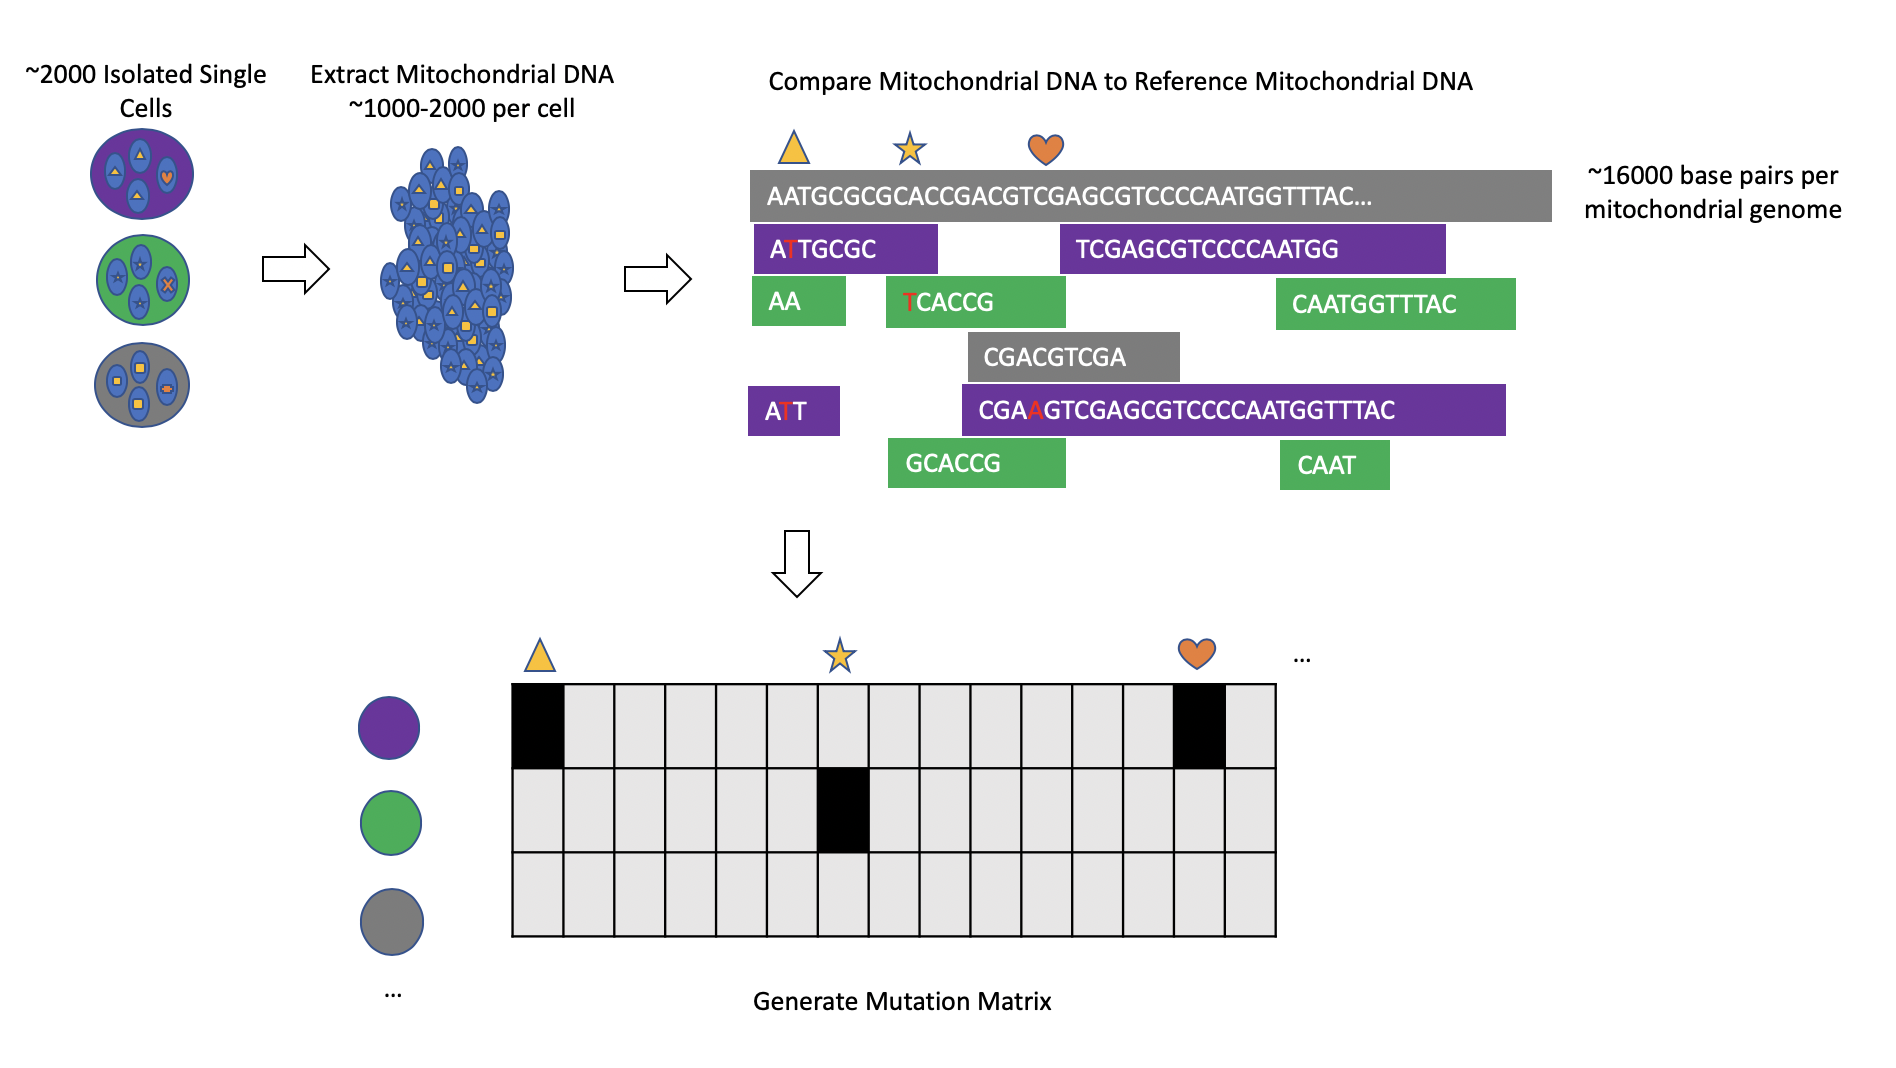 ~2000 Isolated Single
Cells
Extract Mitochondrial DNA
~1000-2000 per cell
Compare Mitochondrial DNA to Reference Mitochondrial DNA
AATGCGCGCACCGACGTCGAGCGTCCCCAATGGTTTAC...
~16000 base pairs per
mitochondrial genome
ATTGCGC
TCGAGCGTCCCCAATGG
AA
TCACCG
CAATGGTTTAC
CGACGTCGA
ATT
CGAAGTCGAGCGTCCCCAATGGTTTAC
GCACCG
CAAT
...
...
Generate Mutation Matrix